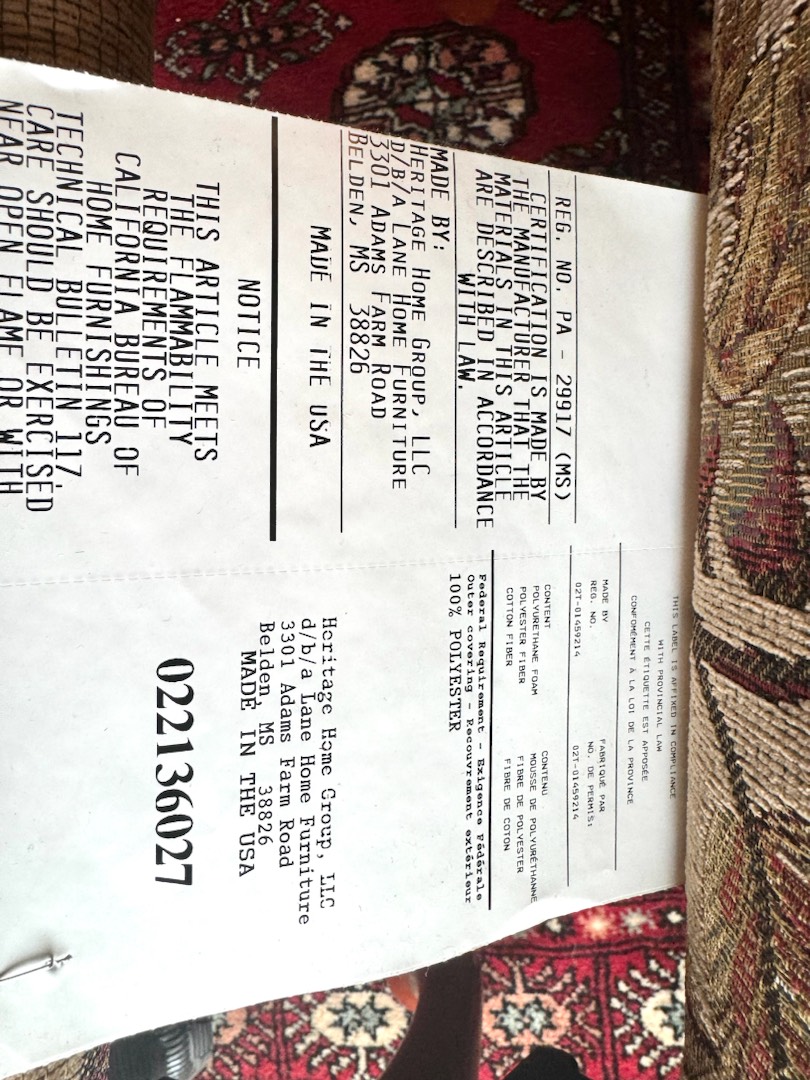 REG. NO. PA - 29917 (MS)
CERTIFICATION IS MADE BY
THE MANUFACTURER THAT THE
MATERIALS IN THIS ARTICLE
ARE DESCRIBED IN ACCORDANCE
WITH LAW.
MADE BY:
HERITAGE HOME GROUP, LLC
D/B/A LANE HOME FURNITURE
3301 ADAMS FARM ROAD
BELDEN, MS 38826
MADE IN THE USA
NOTICE
THIS ARTICLE MEETS
THE FLAMMABILITY
REQUIREMENTS OF
CALIFORNIA BUREAU OF
HOME FURNISHINGS
TECHNICAL BULLETIN 117.
CARE SHOULD BE EXERCISED
NEAR OPEN FLAME OR WITH
THIS LABEL IS AFFIXED IN COMPLIANCE
WITH PROVINCIAL LAW
CETTE ÉTIQUETTE EST APPOSÉE
CONFOMÉMENT À LA LOI DE LA PROVINCE
MADE BY FABRIQUÉ PAR
REG. NO. NO. DE PERMIS:
02T-01459214 02T-01459214
CONTENT CONTENU
POLYURETHANE FOAM MOUSSE DE POLYURÉTHANNE
POLYESTER FIBER FIBRE DE POLYESTER
COTTON FIBER FIBRE DE COTON
Federal Requirement - Exigence Fédérale
Outer covering - Recouvrement extérieur
100% POLYESTER
Heritage Home Group, LLC
d/b/a Lane Home Furniture
3301 Adams Farm Road
Belden, MS 38826
MADE IN THE USA
022136027